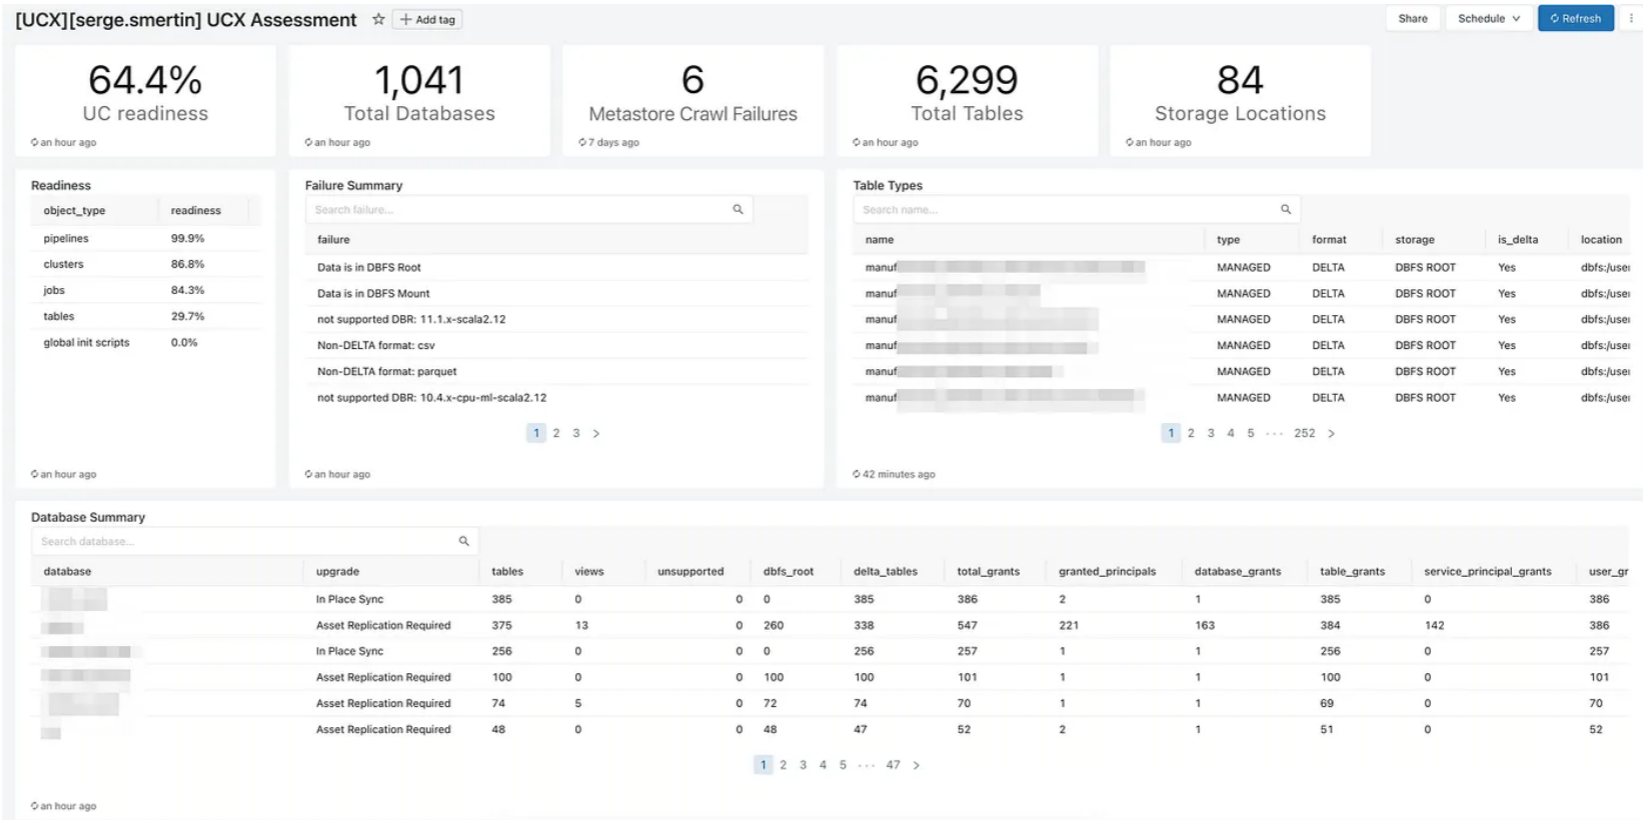 [UCX][serge.smertin] UCX Assessment Add tag Share Schedule Refresh
64.4%
UC readiness
an hour ago
1,041
Total Databases
an hour ago
6
Metastore Crawl Failures
7 days ago
6,299
Total Tables
an hour ago
84
Storage Locations
an hour ago
Readiness
object_type readiness
pipelines 99.9%
clusters 86.8%
jobs 84.3%
tables 29.7%
global init scripts 0.0%
an hour ago
Failure Summary
Search failure...
failure
Data is in DBFS Root
Data is in DBFS Mount
not supported DBR: 11.1.x-scala2.12
Non-DELTA format: csv
Non-DELTA format: parquet
not supported DBR: 10.4.x-cpu-ml-scala2.12
1 2 3 >
an hour ago
Table Types
Search name...
name type format storage is_delta location
manuf MANAGED DELTA DBFS ROOT Yes dbfs:/user
manuf MANAGED DELTA DBFS ROOT Yes dbfs:/user
manuf MANAGED DELTA DBFS ROOT Yes dbfs:/user
manuf MANAGED DELTA DBFS ROOT Yes dbfs:/user
manuf MANAGED DELTA DBFS ROOT Yes dbfs:/user
manuf MANAGED DELTA DBFS ROOT Yes dbfs:/user
1 2 3 4 5 ··· 252 >
42 minutes ago
Database Summary
Search database...
database upgrade tables views unsupported dbfs_root delta_tables total_grants granted_principals database_grants table_grants service_principal_grants user_gr
In Place Sync 385 0 0 0 385 386 2 1 385 0 386
Asset Replication Required 375 13 0 260 338 547 221 163 384 142 386
In Place Sync 256 0 0 0 256 257 1 1 256 0 257
Asset Replication Required 100 0 0 100 100 101 1 1 100 0 101
Asset Replication Required 74 5 0 72 74 70 1 1 69 0 70
Asset Replication Required 48 0 0 48 47 52 2 1 51 0 52
1 2 3 4 5 ··· 47 >
an hour ago